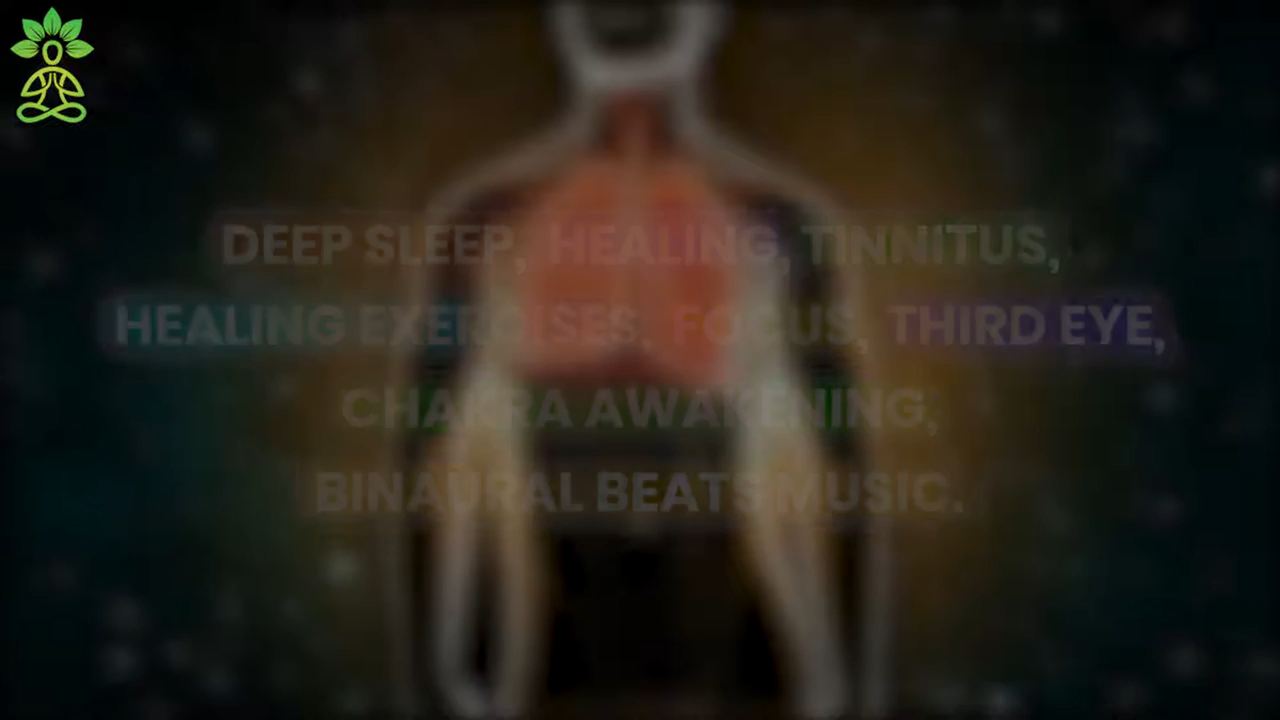 DEEP SLEEP, HEALING, TINNITUS,
HEALING EXERCISES, FOCUS, THIRD EYE,
CHAKRA AWAKENING,
BINAURAL BEATS MUSIC.